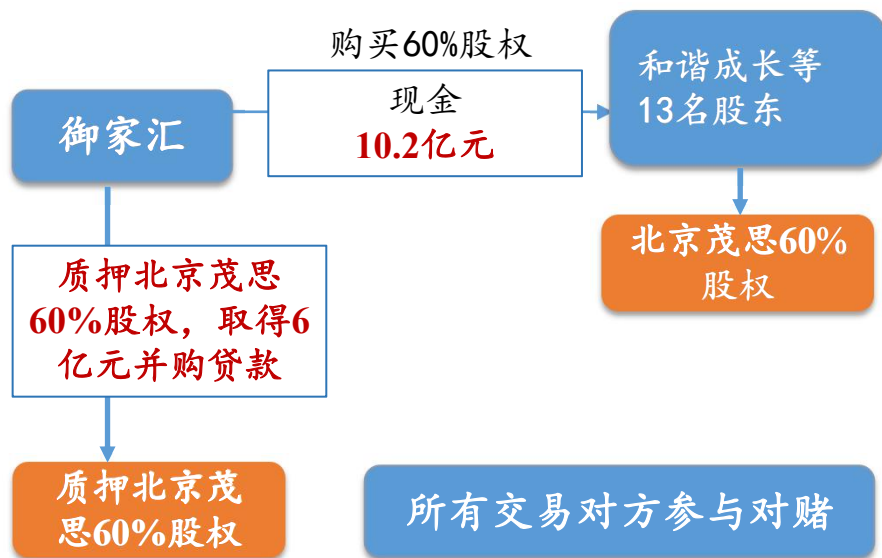 购买60%股权
现金
10.2亿元
御家汇
和谐成长等
13名股东
北京茂思60%
股权
质押北京茂思
60%股权，取得6
亿元并购贷款
质押北京茂
思60%股权
所有交易对方参与对赌